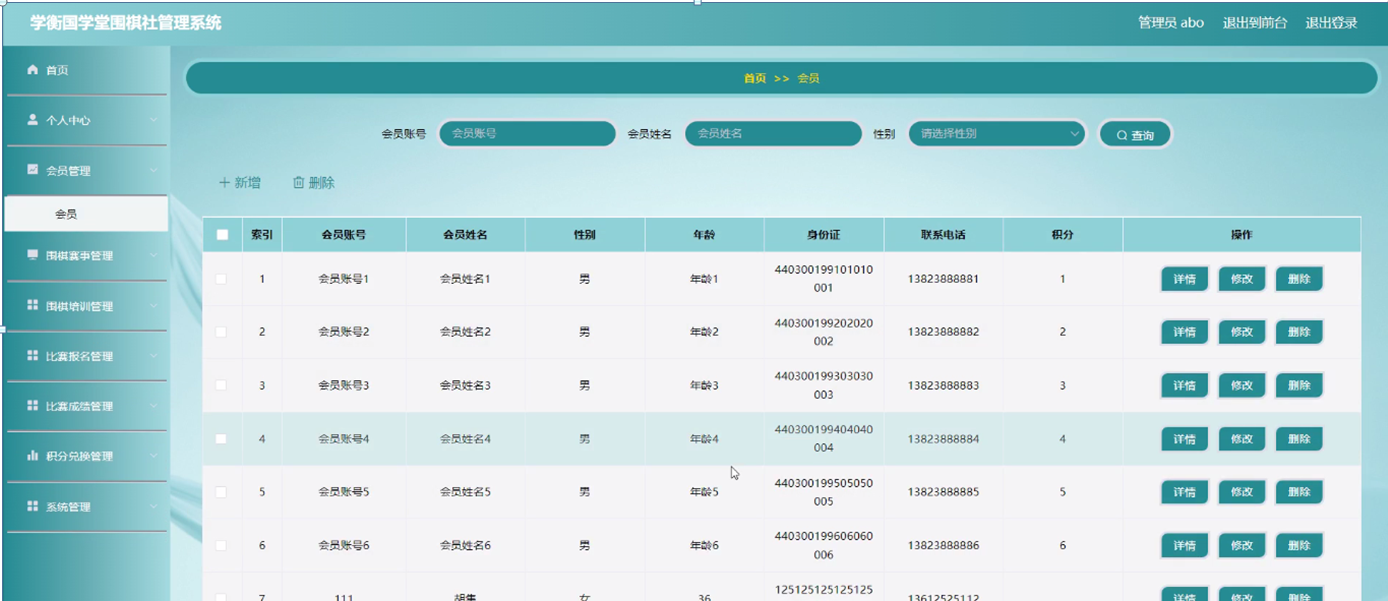 学衡国学堂围棋社管理系统
管理员 abo 退出到前台 退出登录
首页
个人中心
会员管理
会员
围棋赛事管理
围棋培训管理
比赛报名管理
比赛成绩管理
积分兑换管理
系统管理
首页 >> 会员
会员账号 会员账号 会员姓名 会员姓名 性别 请选择性别 查询
新增 删除
索引 会员账号 会员姓名 性别 年龄 身份证 联系电话 积分 操作
1 会员账号1 会员姓名1 男 年龄1 440300199101010001 13823888881 1 详情 修改 删除
2 会员账号2 会员姓名2 男 年龄2 440300199202020002 13823888882 2 详情 修改 删除
3 会员账号3 会员姓名3 男 年龄3 440300199303030003 13823888883 3 详情 修改 删除
4 会员账号4 会员姓名4 男 年龄4 440300199404040004 13823888884 4 详情 修改 删除
5 会员账号5 会员姓名5 男 年龄5 440300199505050005 13823888885 5 详情 修改 删除
6 会员账号6 会员姓名6 男 年龄6 440300199606060006 13823888886 6 详情 修改 删除
7 111 女 36 125125125125125 13612525112 详情 修改 删除